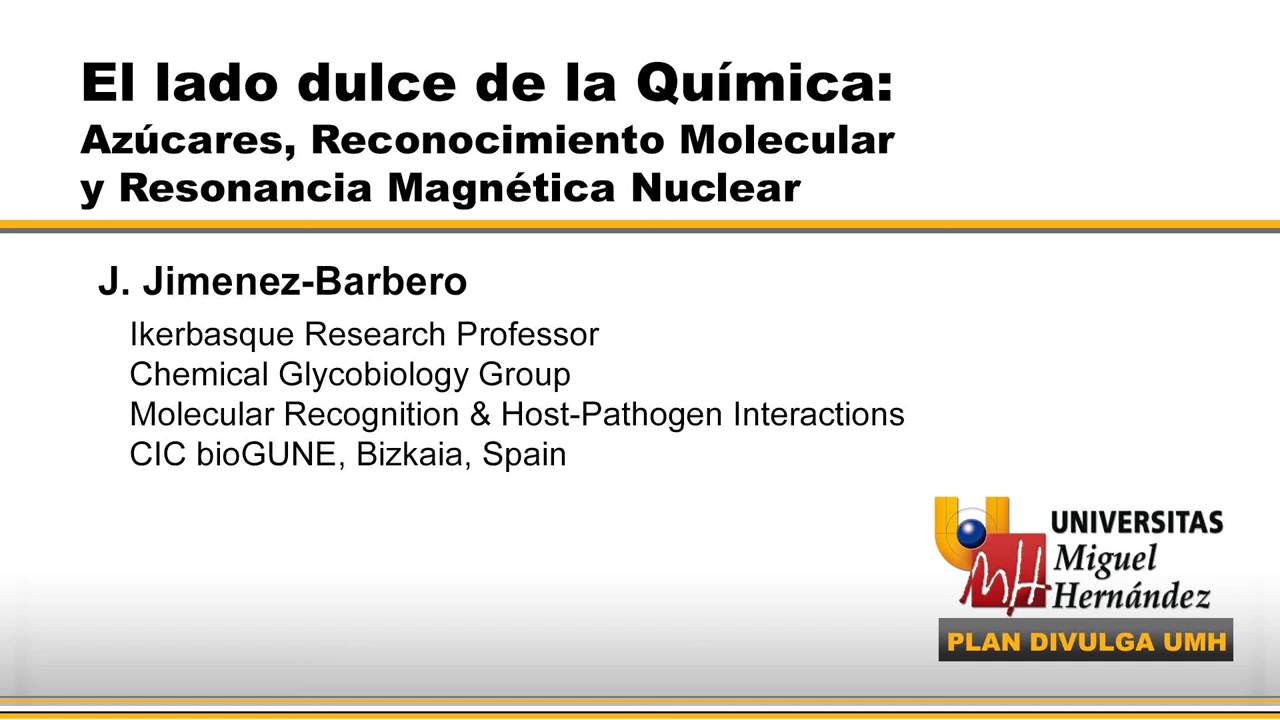 El lado dulce de la Química:
Azúcares, Reconocimiento Molecular
y Resonancia Magnética Nuclear
J. Jimenez-Barbero
Ikerbasque Research Professor
Chemical Glycobiology Group
Molecular Recognition & Host-Pathogen Interactions
CIC bioGUNE, Bizkaia, Spain
UNIVERSITAS
Miguel
Hernández
PLAN DIVULGA UMH